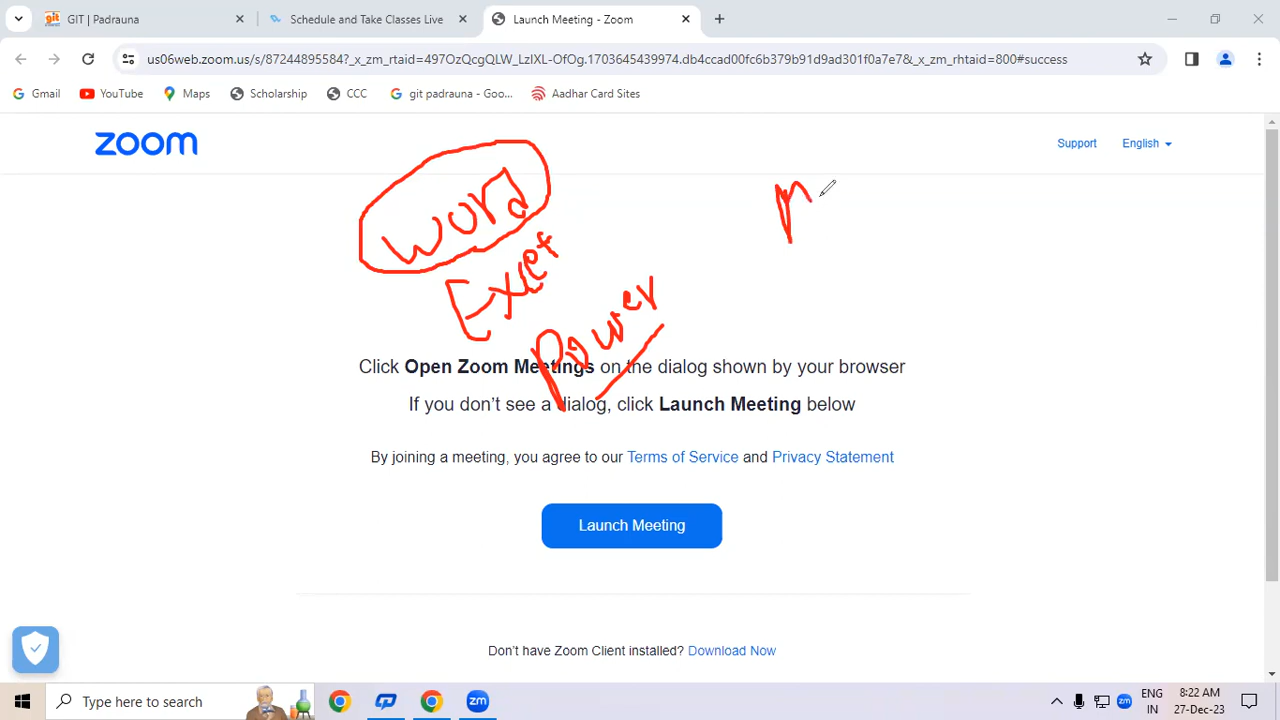 GIT | Padrauna
Schedule and Take Classes Live
Launch Meeting - Zoom
us06web.zoom.us/s/87244895584?_x_zm_rtaid=497OzQcgQLW_LzIXL-OfOg.1703645439974.db4ccad00fc6b379b91d9ad301f0a7e7&_x_zm_rhtaid=800#success
Gmail
YouTube
Maps
Scholarship
CCC
git padrauna - Goo...
Aadhar Card Sites
zoom
Support
English
word
Excel
Power
Click Open Zoom Meetings on the dialog shown by your browser
If you don't see a dialog, click Launch Meeting below
By joining a meeting, you agree to our Terms of Service and Privacy Statement
Launch Meeting
Don't have Zoom Client installed? Download Now
Type here to search
zm
zm
ENG
IN
8:22 AM
27-Dec-23